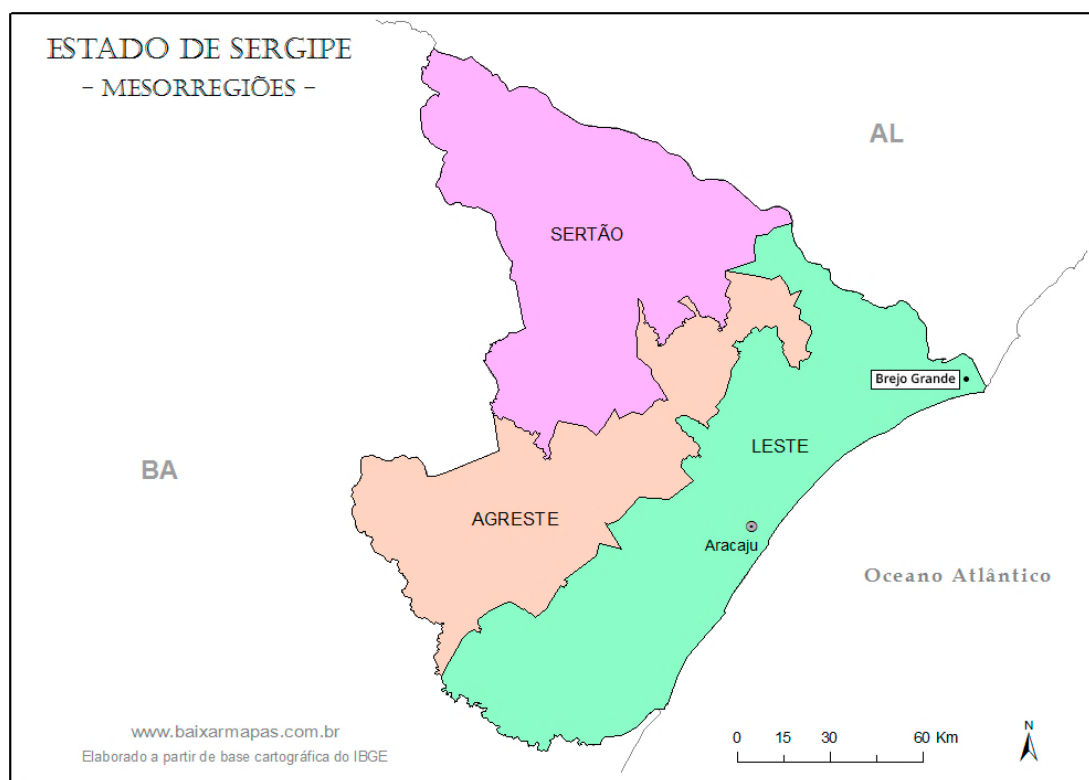 ESTADO DE SERGIPE
- MESORREGIÕES -
AL
SERTÃO
Brejo Grande
LESTE
BA
AGRESTE
Aracaju
Oceano Atlântico
www.baixarmapas.com.br
Elaborado a partir de base cartográfica do IBGE
0 15 30 60 Km
N